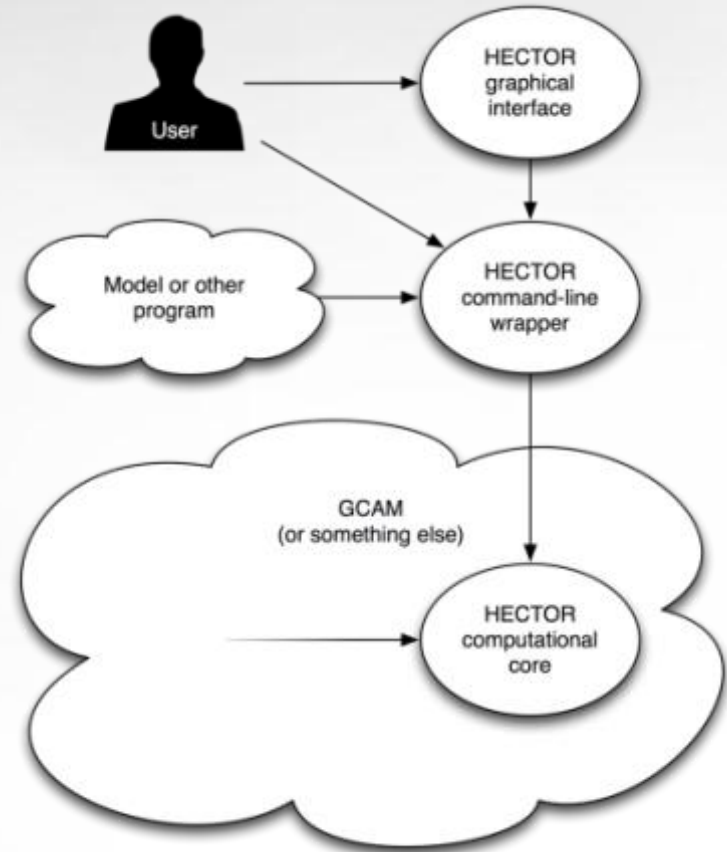 HECTOR
graphical
interface
User
Model or other
program
HECTOR
command-line
wrapper
GCAM
(or something else)
HECTOR
computational
core